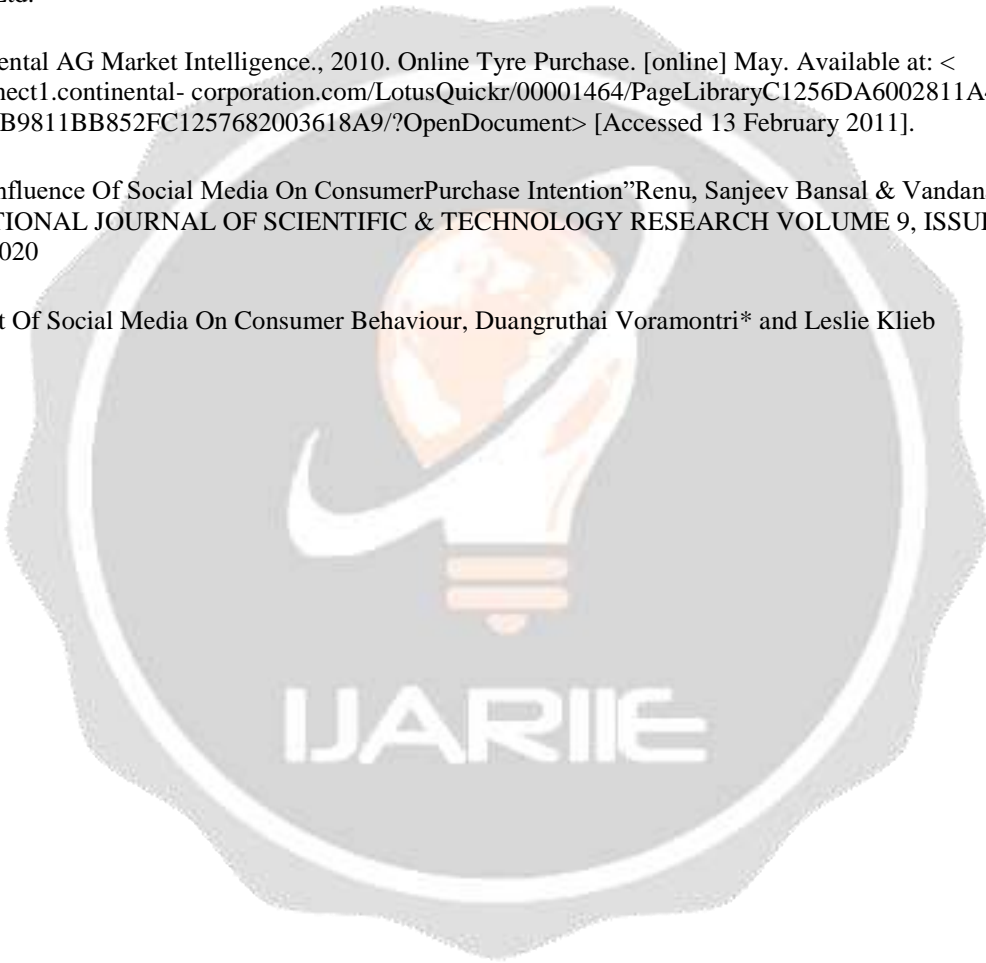 ental AG Market Intelligence., 2010. Online Tyre Purchase. [online] May. Available at: <
nect1.continental- corporation.com/LotusQuickr/00001464/PageLibraryC1256DA6002811A
B9811BB852FC1257682003618A9/?OpenDocument> [Accessed 13 February 2011].
nfluence Of Social Media On ConsumerPurchase Intention”Renu, Sanjeev Bansal & Vandan
TIONAL JOURNAL OF SCIENTIFIC & TECHNOLOGY RESEARCH VOLUME 9, ISSU
020
t Of Social Media On Consumer Behaviour, Duangruthai Voramontri* and Leslie Klieb
IJARIIE